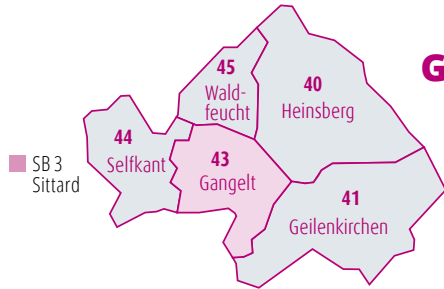 45
Wald-
feucht
40
Heinsberg
G
44
Selfkant
43
Gangelt
SB 3
Sittard
41
Geilenkirchen